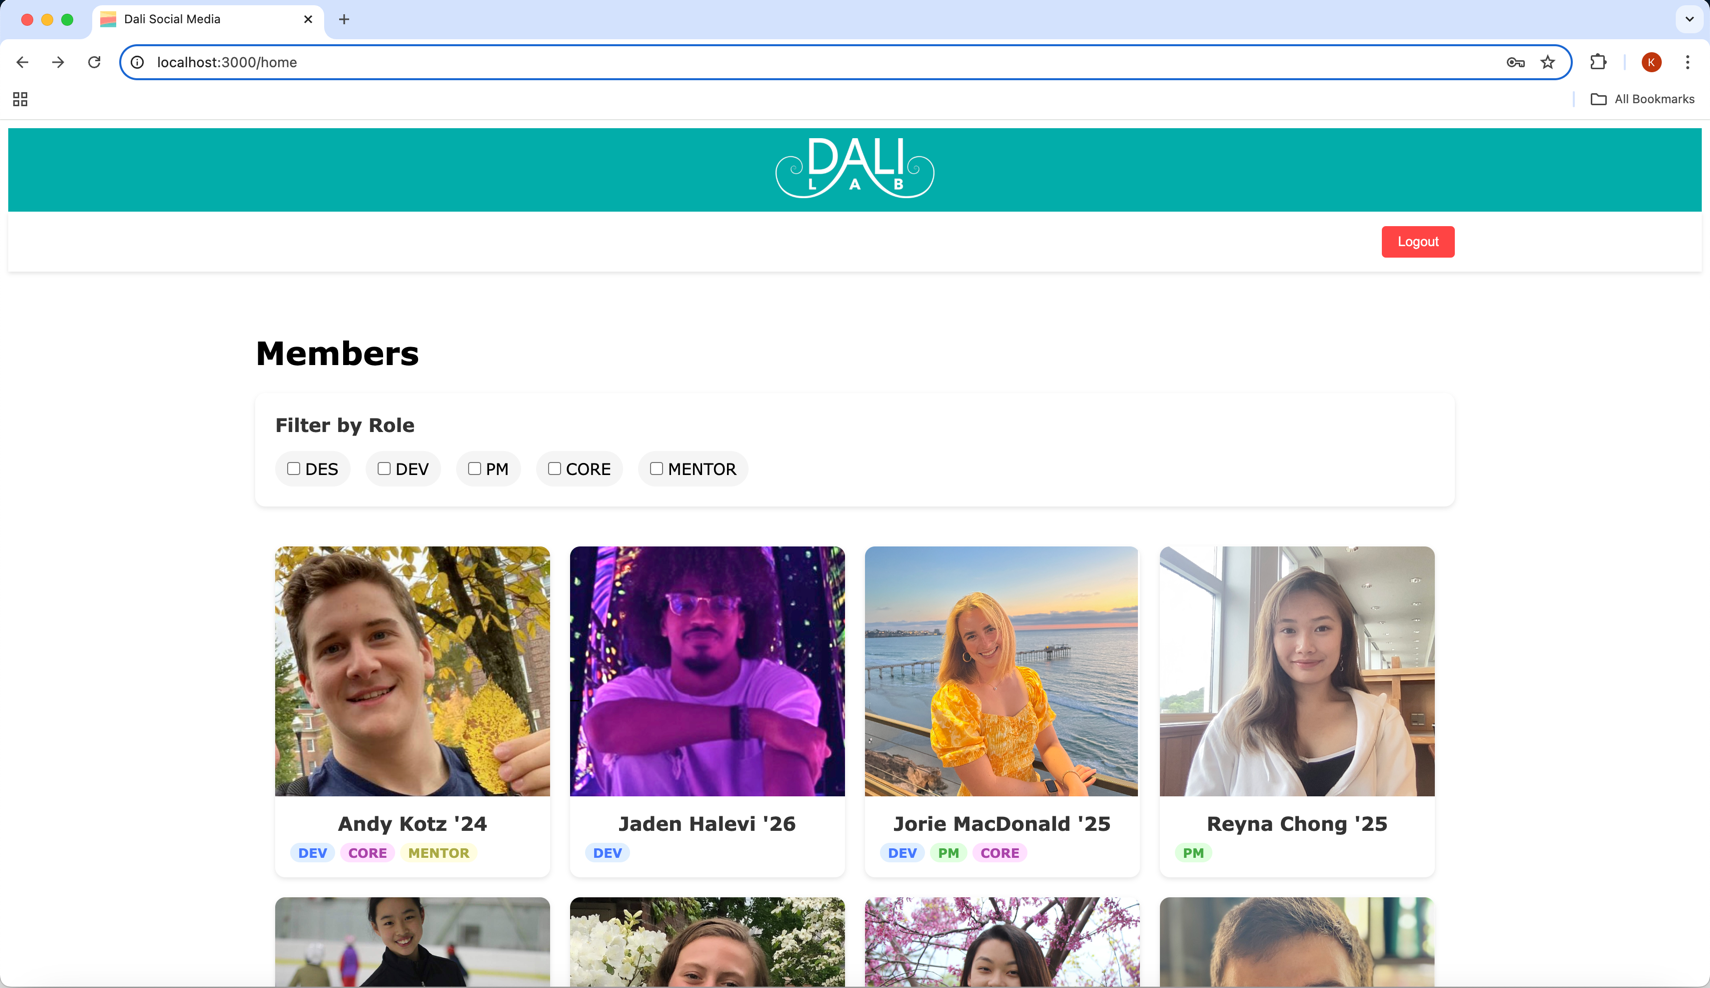 Dali Social Media
localhost:3000/home
K
All Bookmarks
DALI
LAB
Logout
Members
Filter by Role
DES DEV PM CORE MENTOR
Andy Kotz '24 Jaden Halevi '26 Jorie MacDonald '25 Reyna Chong '25
DEV CORE MENTOR DEV DEV PM CORE PM